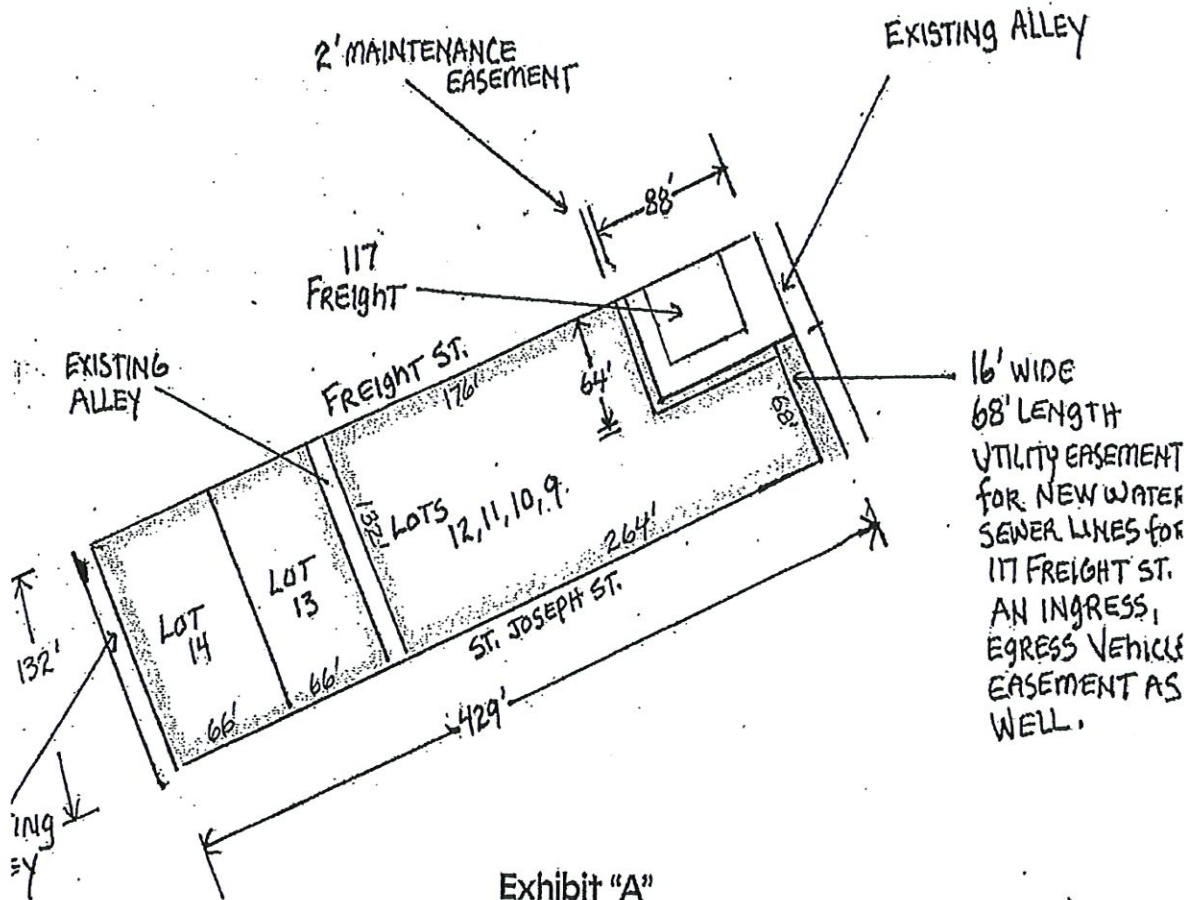 2' MAINTENANCE
EASEMENT
EXISTING ALLEY
88'
117
FREIGHT
EXISTING
ALLEY
FREIGHT ST.
176'
64'
68'
16' WIDE
68' LENGTH
UTILITY EASEMENT
FOR NEW WATER
SEWER LINES FOR
117 FREIGHT ST.
AN INGRESS,
EGRESS VEHICLE
EASEMENT AS
WELL.
132'
LOTS
12, 11, 10, 9.
264'
ST. JOSEPH ST.
LOT
13
LOT
14
66'
66'
132'
429'
ING
EY
Exhibit "A"